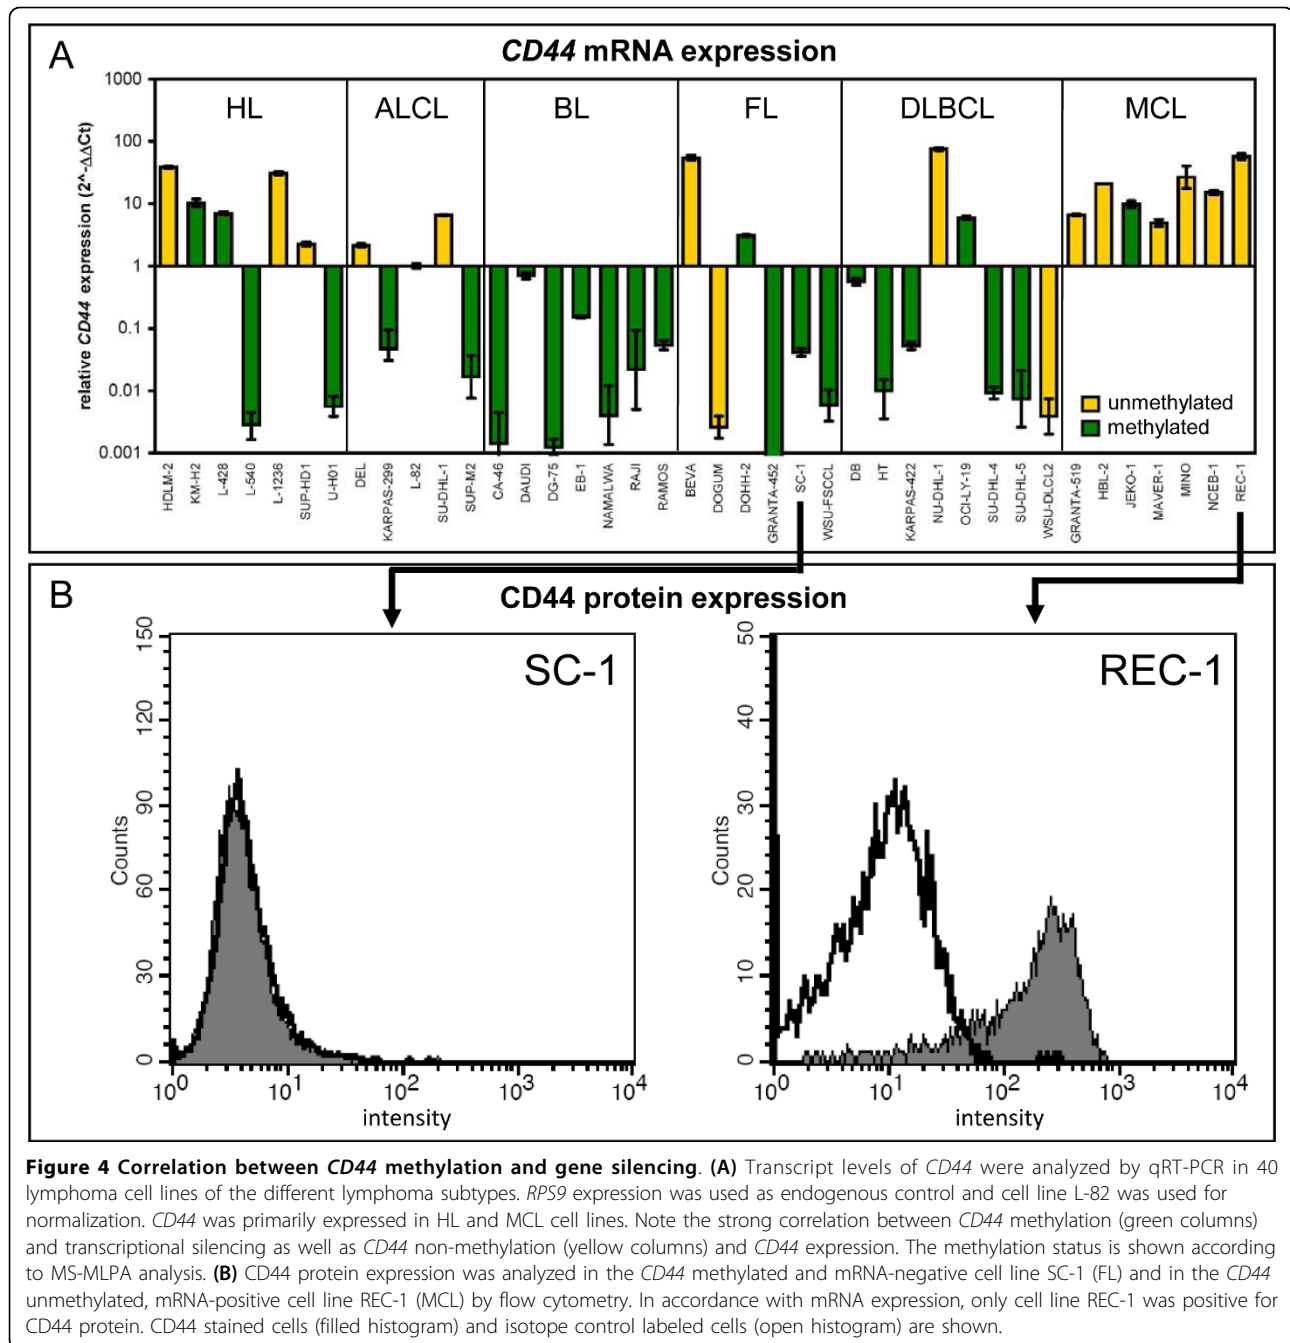 A
CD44 mRNA expression
relative CD44 expression (2^-ΔΔCt)
1000
100
10
1
0.1
0.01
0.001
HL
ALCL
BL
FL
DLBCL
MCL
unmethylated
methylated
HDLM-2
KM-H2
L-428
L-540
L-1236
SUP-HD1
U-H01
DEL
KARPAS-299
L-82
SU-DHL-1
SUP-M2
CA-46
DAUDI
DG-75
EB-1
NAMALWA
RAJI
RAMOS
BEVA
DOGUM
DOHH-2
GRANTA-452
SC-1
WSU-FSCCL
DB
HT
KARPAS-422
NU-DHL-1
OCI-LY-19
SU-DHL-4
SU-DHL-5
WSU-DLCL2
GRANTA-519
HBL-2
JEKO-1
MAVER-1
MINO
NCEB-1
REC-1
B
CD44 protein expression
SC-1
Counts
150
120
90
60
30
0
10^0 10^1 10^2 10^3 10^4
intensity
REC-1
Counts
50
40
30
20
10
0
10^0 10^1 10^2 10^3 10^4
intensity
Figure 4 Correlation between CD44 methylation and gene silencing. (A) Transcript levels of CD44 were analyzed by qRT-PCR in 40
lymphoma cell lines of the different lymphoma subtypes. RPS9 expression was used as endogenous control and cell line L-82 was used for
normalization. CD44 was primarily expressed in HL and MCL cell lines. Note the strong correlation between CD44 methylation (green columns)
and transcriptional silencing as well as CD44 non-methylation (yellow columns) and CD44 expression. The methylation status is shown according
to MS-MLPA analysis. (B) CD44 protein expression was analyzed in the CD44 methylated and mRNA-negative cell line SC-1 (FL) and in the CD44
unmethylated, mRNA-positive cell line REC-1 (MCL) by flow cytometry. In accordance with mRNA expression, only cell line REC-1 was positive for
CD44 protein. CD44 stained cells (filled histogram) and isotope control labeled cells (open histogram) are shown.